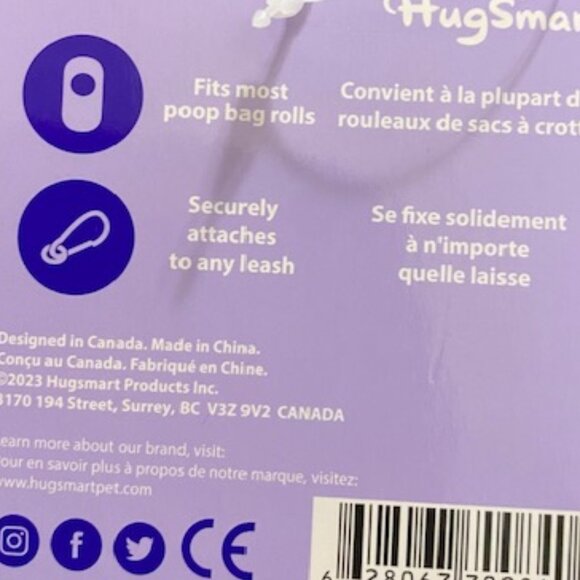 HugSmar
Fits most
poop bag rolls
Convient à la plupart d
rouleaux de sacs à crott
Securely
attaches
to any leash
Se fixe solidement
à n'importe
quelle laisse
Designed in Canada. Made in China.
Conçu au Canada. Fabriqué en Chine.
©2023 Hugsmart Products Inc.
3170 194 Street, Surrey, BC V3Z 9V2 CANADA
earn more about our brand, visit:
our en savoir plus à propos de notre marque, visitez:
www.hugsmartpet.com
CE